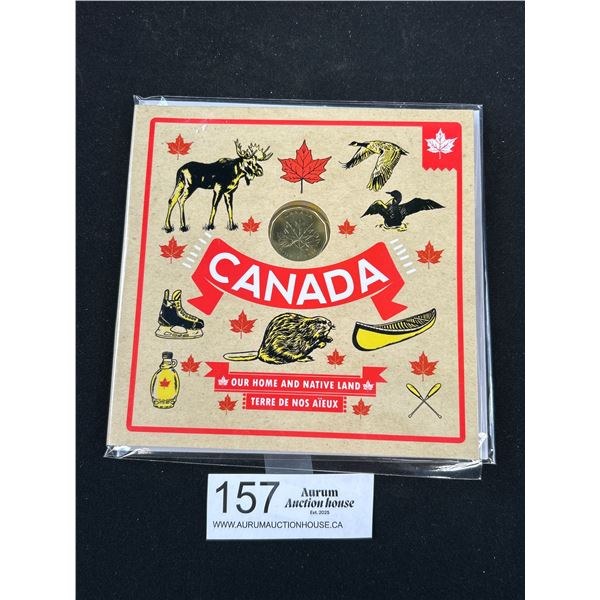 CANADA
OUR HOME AND NATIVE LAND
TERRE DE NOS AÏEUX
157 Aurum
Auction house
Est. 2025
WWW.AURUMAUCTIONHOUSE.CA